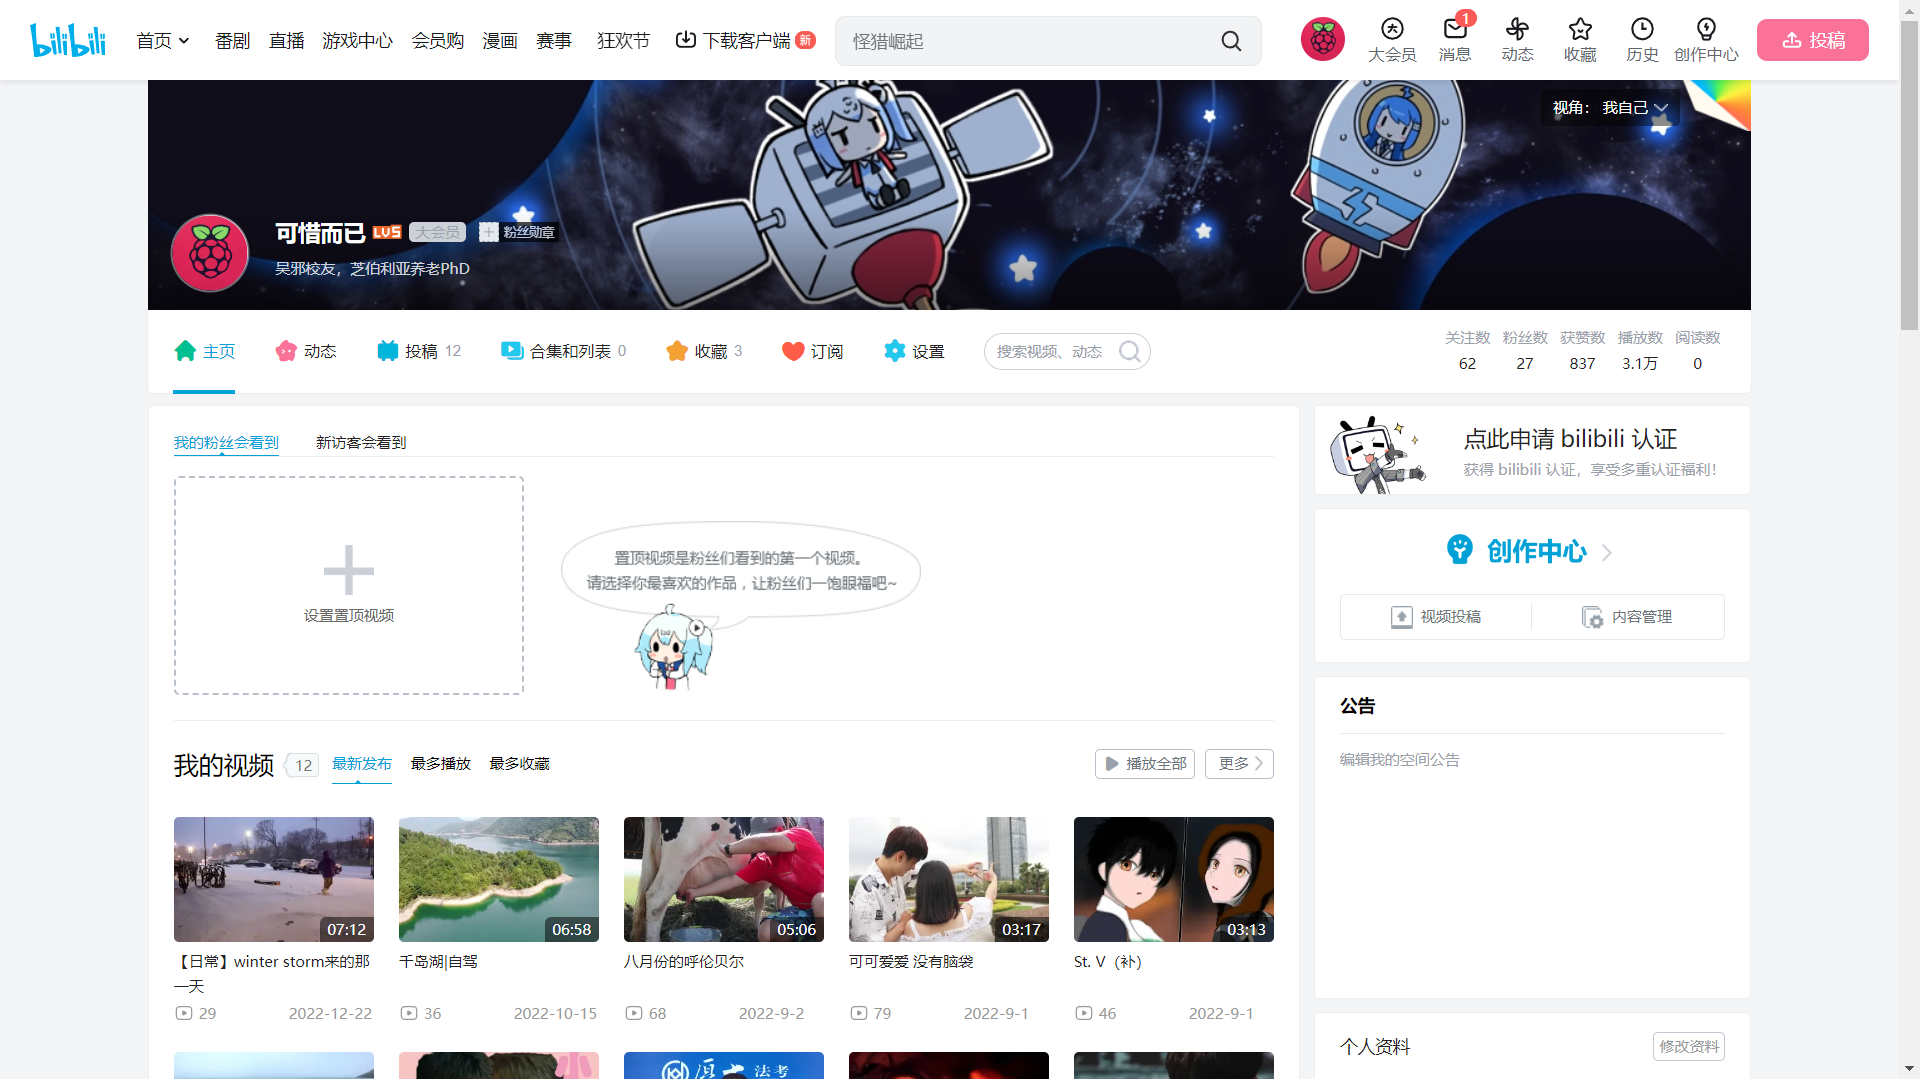 bilibili 首页 番剧 直播 游戏中心 会员购 漫画 赛事 狂欢节 下载客户端 新 怪猎崛起 大会员 消息 1 动态 收藏 历史 创作中心 投稿
视角： 我自己
可惜而已 LV5 大会员 粉丝勋章
吴邪校友，芝伯利亚养老PhD
主页 动态 投稿 12 合集和列表 0 收藏 3 订阅 设置 搜索视频、动态
关注数 粉丝数 获赞数 播放数 阅读数
62 27 837 3.1万 0
我的粉丝会看到 新访客会看到
设置置顶视频
置顶视频是粉丝们看到的第一个视频。
请选择你最喜欢的作品，让粉丝们一饱眼福吧~
点此申请 bilibili 认证
获得 bilibili 认证，享受多重认证福利！
创作中心
视频投稿 内容管理
公告
编辑我的空间公告
我的视频 12 最新发布 最多播放 最多收藏 播放全部 更多
07:12 06:58 05:06 03:17 03:13
【日常】winter storm来的那
一天
千岛湖|自驾
八月份的呼伦贝尔
可可爱爱 没有脑袋
St. V（补）
29 2022-12-22 36 2022-10-15 68 2022-9-2 79 2022-9-1 46 2022-9-1
个人资料 修改资料
法考